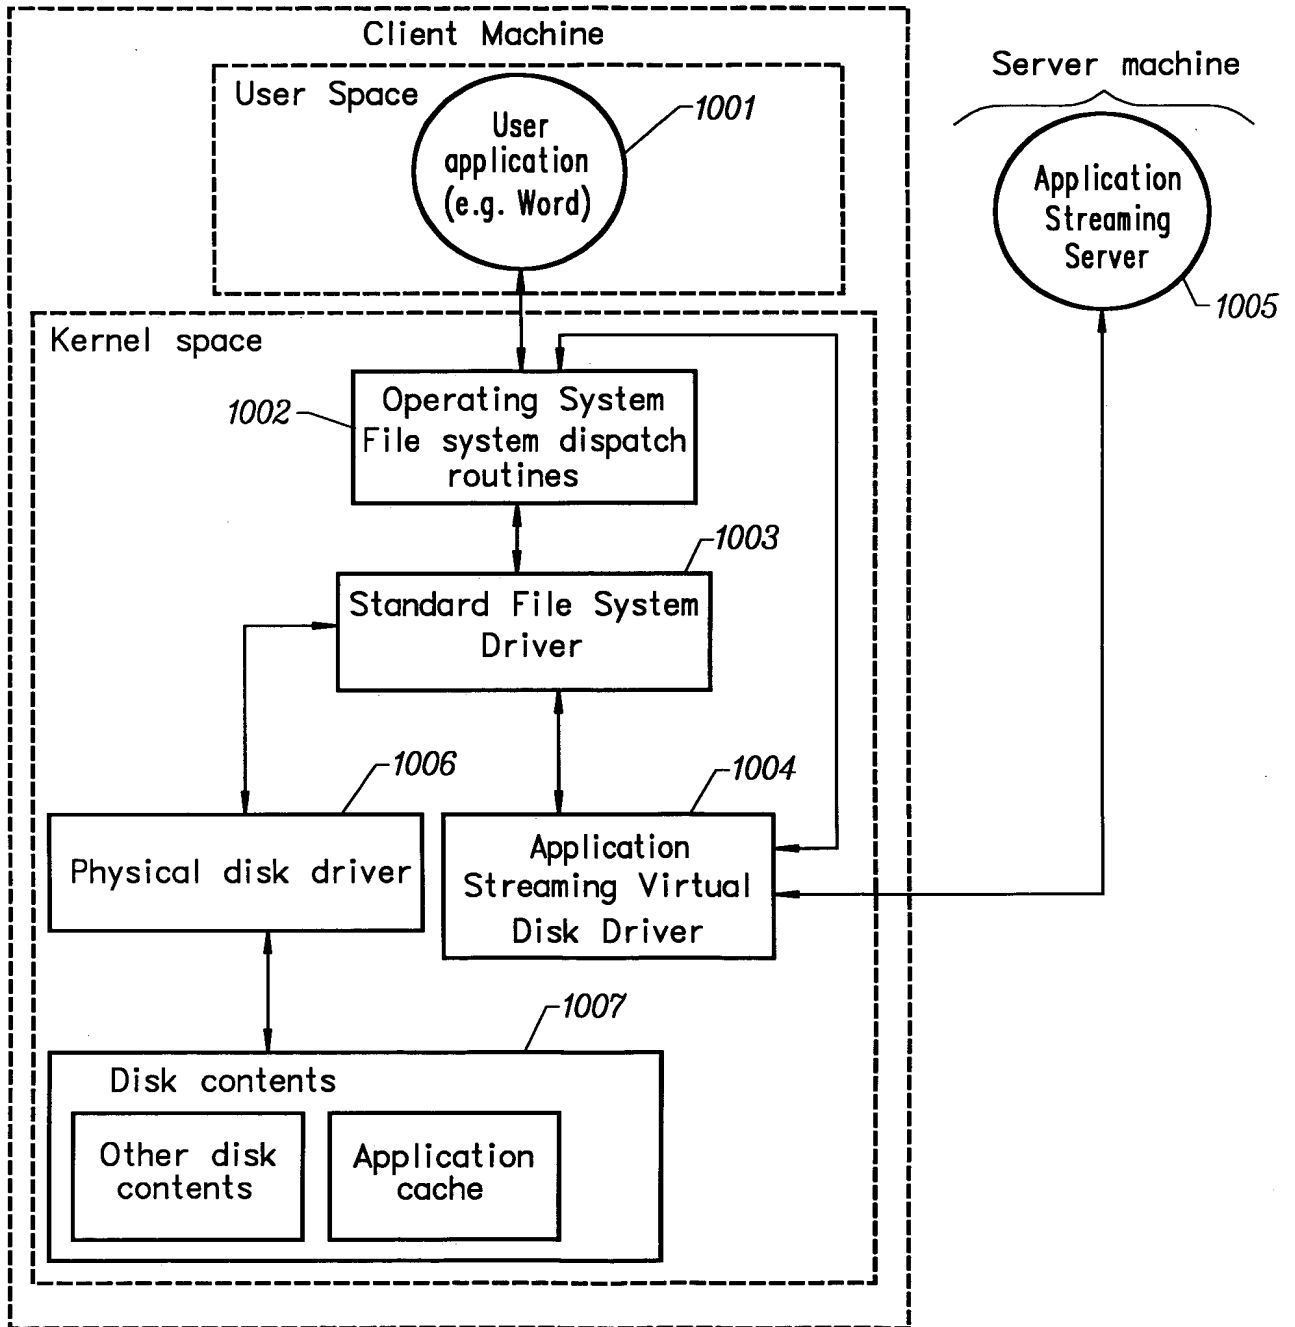 Client Machine
Server machine
User Space
User
application
(e.g. Word)
1001
Application
Streaming
Server
1005
Kernel space
1002
Operating System
File system dispatch
routines
1003
Standard File System
Driver
1006
1004
Physical disk driver
Application
Streaming Virtual
Disk Driver
1007
Disk contents
Other disk
contents
Application
cache